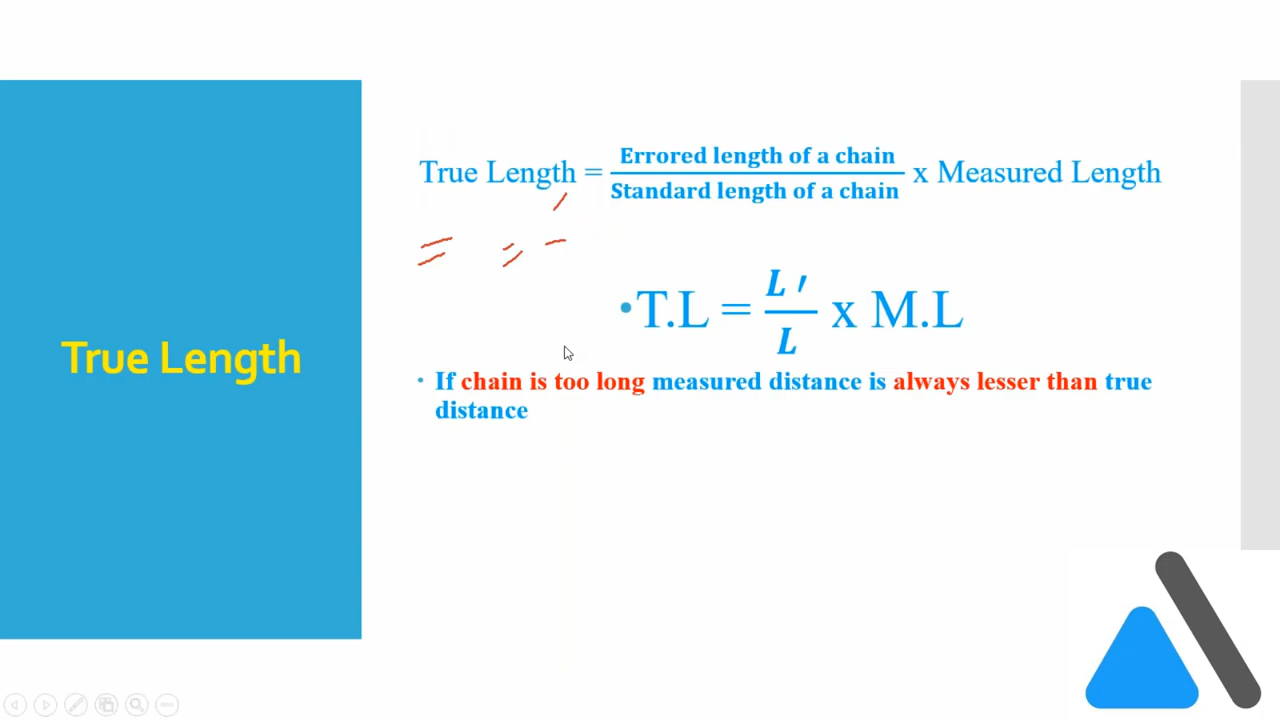 True Length
True Length = Errored length of a chain / Standard length of a chain x Measured Length
•T.L = L ′ / L x M.L
• If chain is too long measured distance is always lesser than true
distance